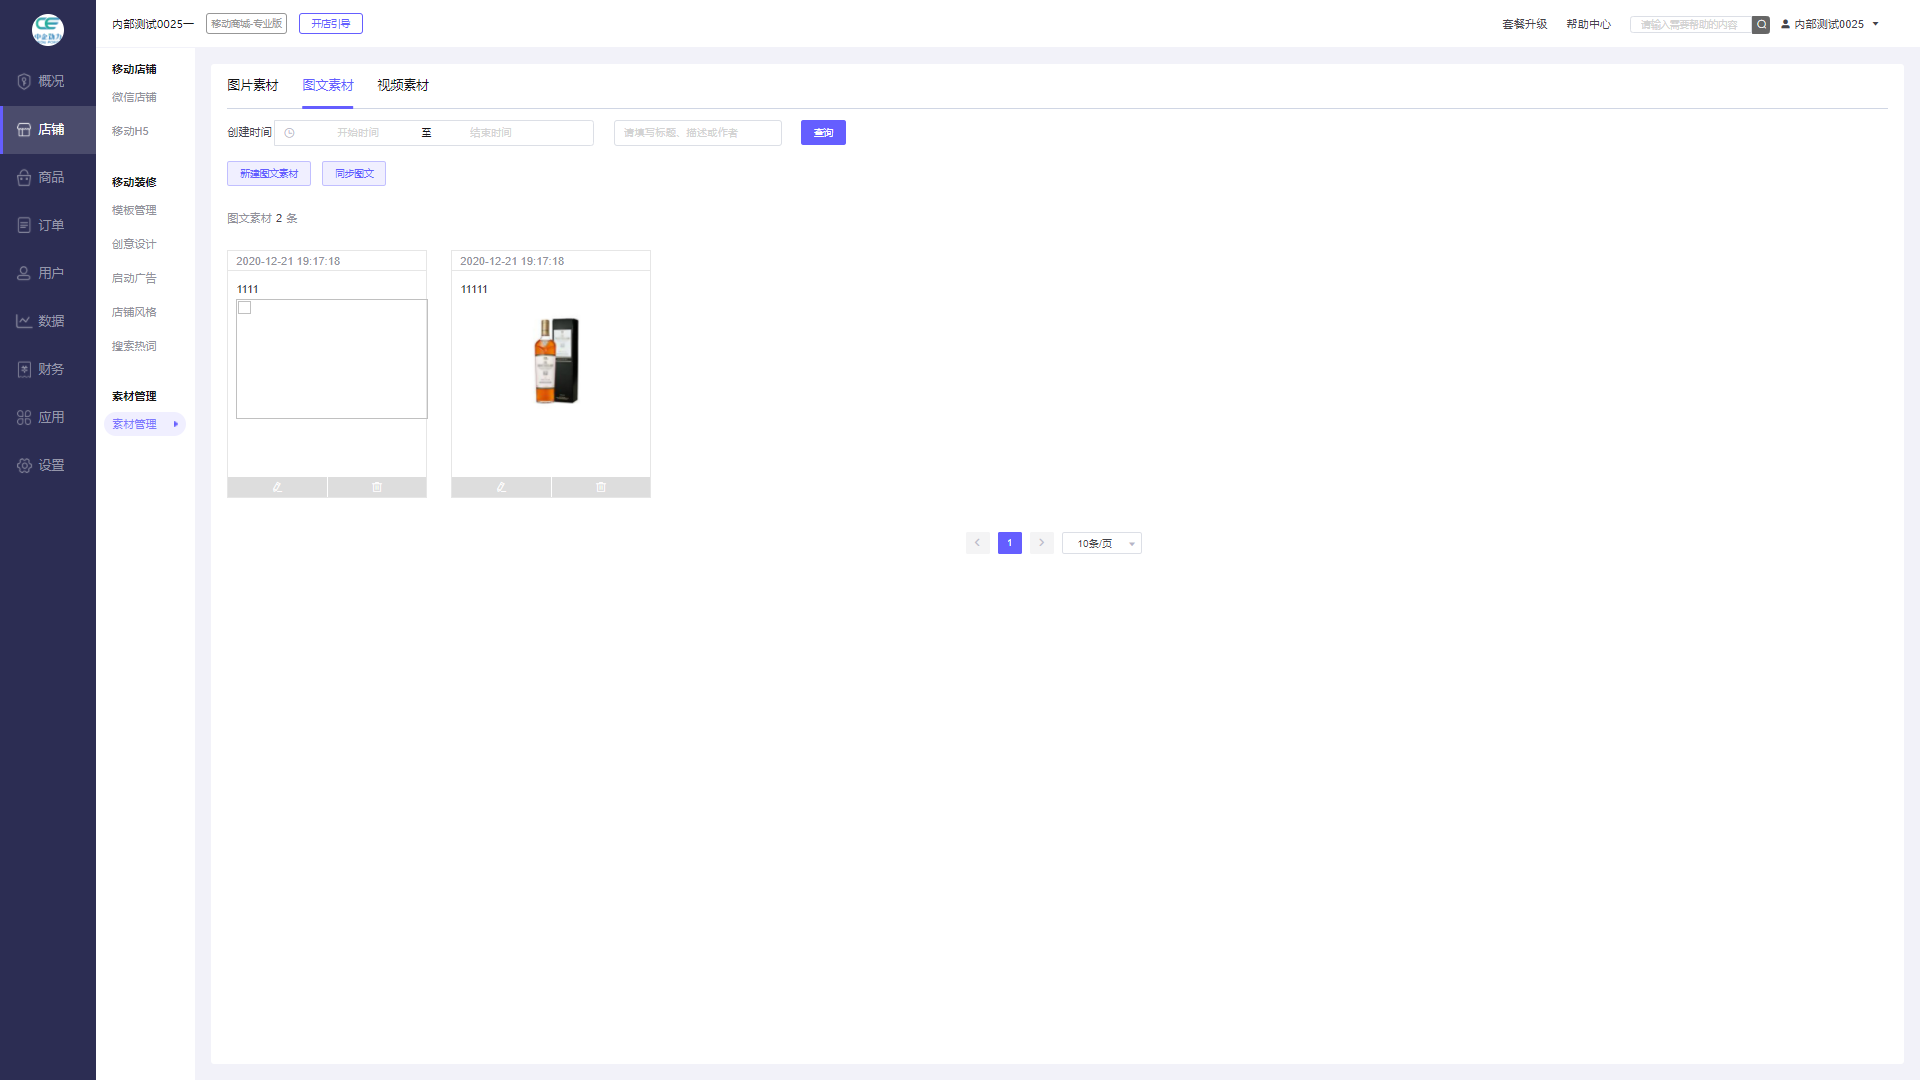 内部测试0025一
移动商城-专业版
开店引导
套餐升级
帮助中心
请输入需要帮助的内容
内部测试0025
概况
店铺
商品
订单
用户
数据
财务
应用
设置
移动店铺
微信店铺
移动H5
移动装修
模板管理
创意设计
启动广告
店铺风格
搜索热词
素材管理
素材管理
图片素材
图文素材
视频素材
创建时间
开始时间 至 结束时间
请填写标题、描述或作者
查询
新建图文素材
同步图文
图文素材 2 条
2020-12-21 19:17:18
1111
2020-12-21 19:17:18
11111
1
10条/页